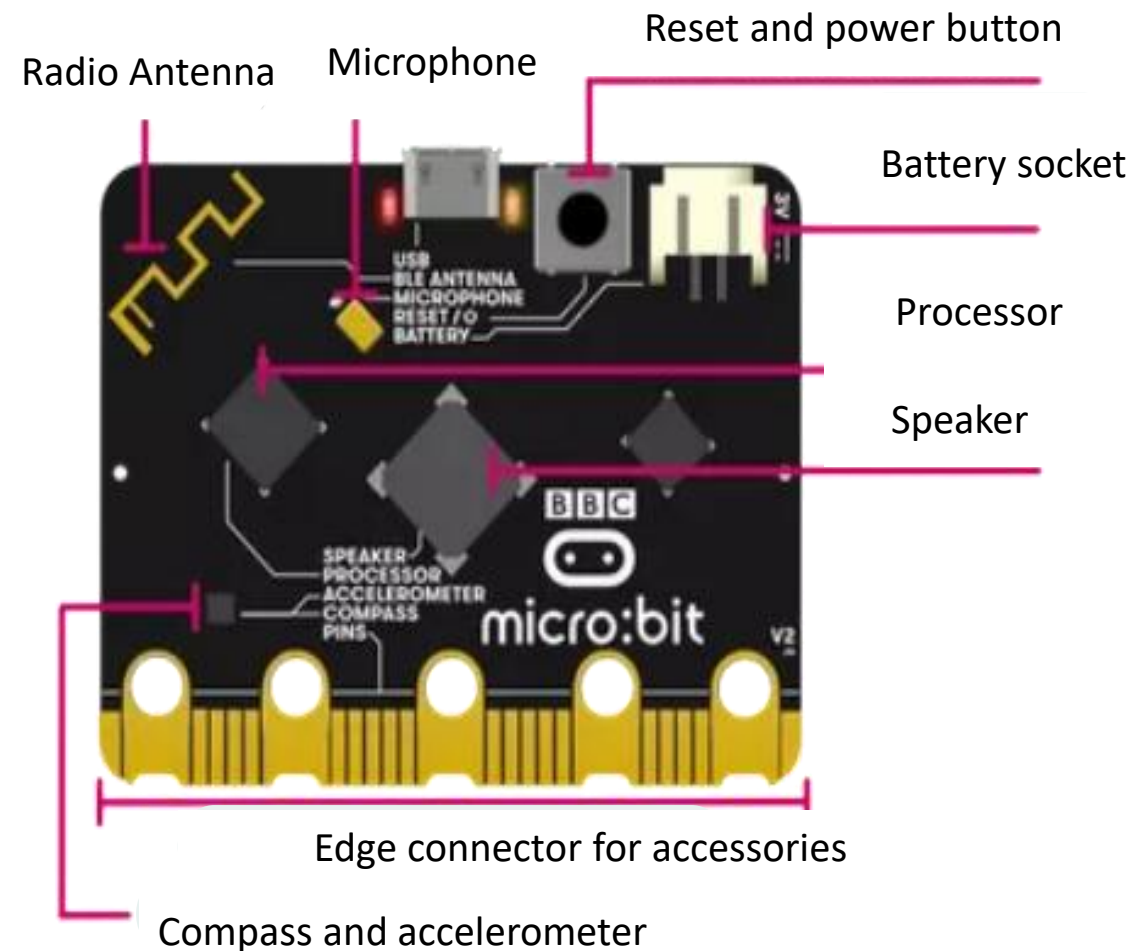 Reset and power button
Radio Antenna
Microphone
Battery socket
3V
USB
BLE ANTENNA
MICROPHONE
RESET /
BATTERY
Processor
Speaker
BBC
SPEAKER
PROCESSOR
ACCELEROMETER
COMPASS
PINS
micro:bit
V2
Edge connector for accessories
Compass and accelerometer